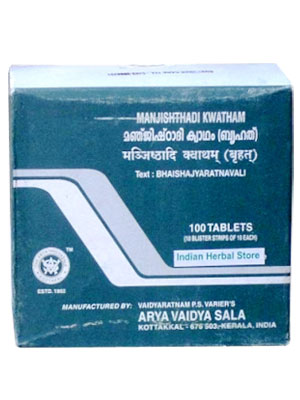 MANJISHTHADI KWATHAM
മഞ്ജിഷ്ഠാദി ക്വാഥം (ബൃഹത്)
मञ्जिष्ठादि क्वाथम् (बृहत्)
Text : BHAISHAJYARATNAVALI
100 TABLETS
(10 BLISTER STRIPS OF 10 EACH)
Indian Herbal Store
TM
ESTD. 1902
MANUFACTURED BY: VAIDYARATNAM P.S. VARIER'S
ARYA VAIDYA SALA
KOTTAKKAL - 676 503, KERALA, INDIA